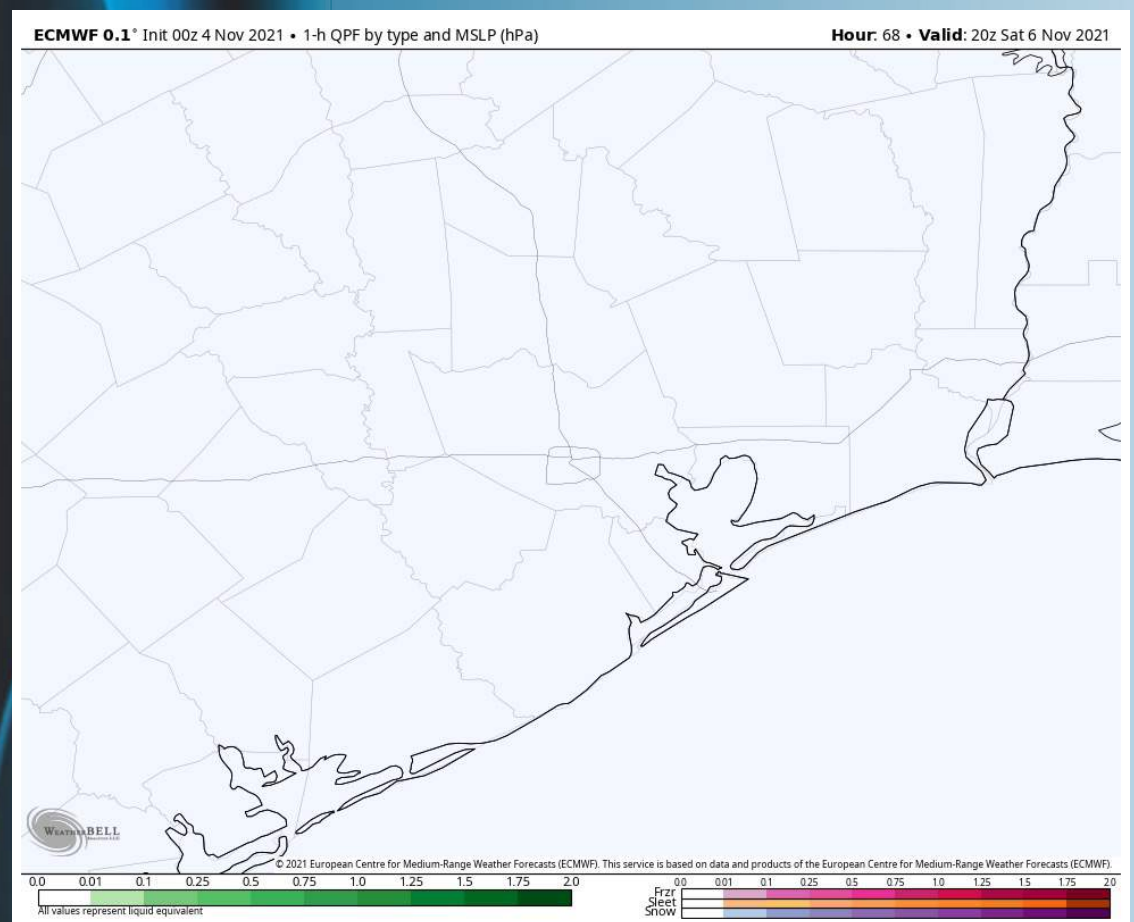 ECMWF 0.1° Init 00z 4 Nov 2021 • 1-h QPF by type and MSLP (hPa) Hour: 68 • Valid: 20z Sat 6 Nov 2021
WEATHERBELL
© 2021 European Centre for Medium-Range Weather Forecasts (ECMWF). This service is based on data and products of the European Centre for Medium-Range Weather Forecasts (ECMWF).
0.0 0.01 0.1 0.25 0.5 0.75 1.0 1.25 1.5 1.75 2.0
All values represent liquid equivalent
0.0 0.01 0.1 0.25 0.5 0.75 1.0 1.25 1.5 1.75 2.0
Frzr
Sleet
Snow